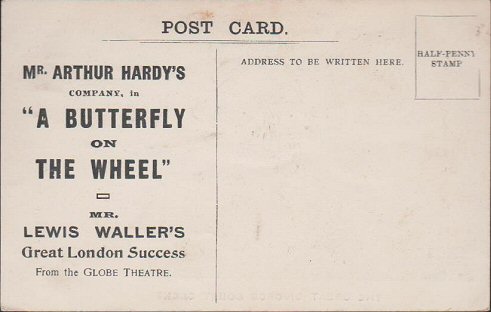 POST CARD.
MR. ARTHUR HARDY'S
COMPANY, in
"A BUTTERFLY
ON
THE WHEEL"
MR.
LEWIS WALLER'S
Great London Success
From the GLOBE THEATRE.
ADDRESS TO BE WRITTEN HERE.
HALF-PENNY
STAMP